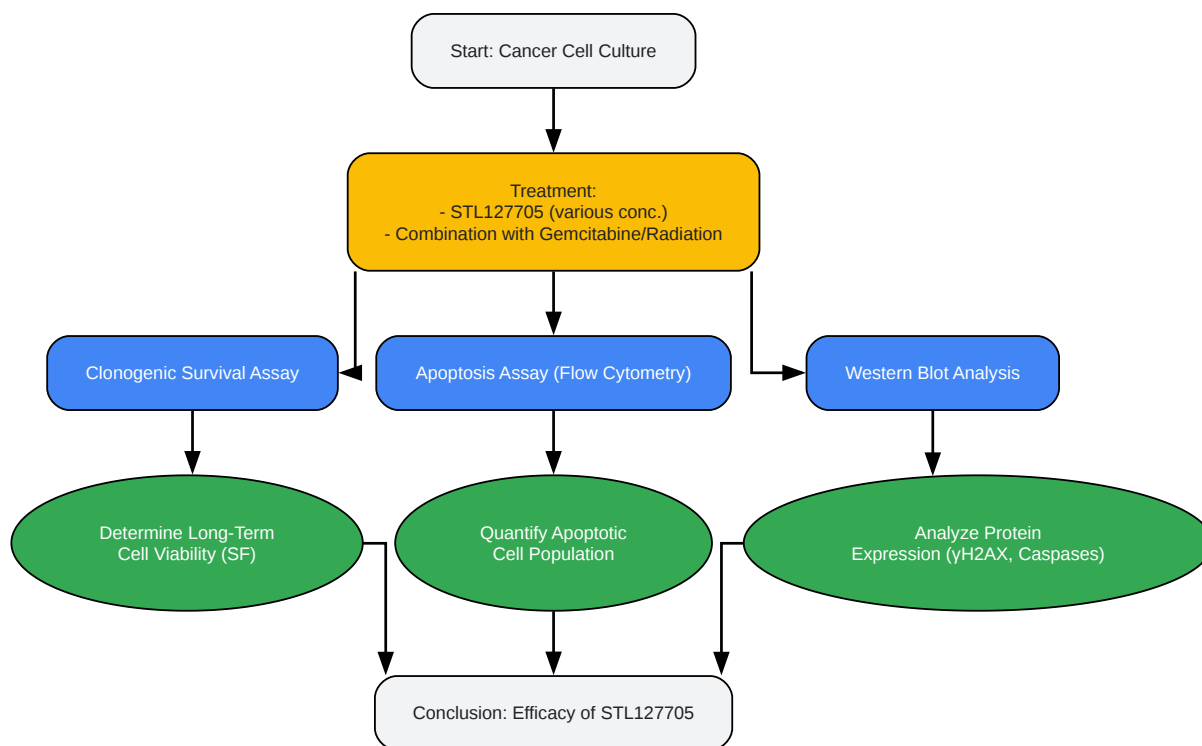 Start: Cancer Cell Culture
Treatment:
- STL127705 (various conc.)
- Combination with Gemcitabine/Radiation
Clonogenic Survival Assay
Apoptosis Assay (Flow Cytometry)
Western Blot Analysis
Determine Long-Term
Cell Viability (SF)
Quantify Apoptotic
Cell Population
Analyze Protein
Expression (γH2AX, Caspases)
Conclusion: Efficacy of STL127705